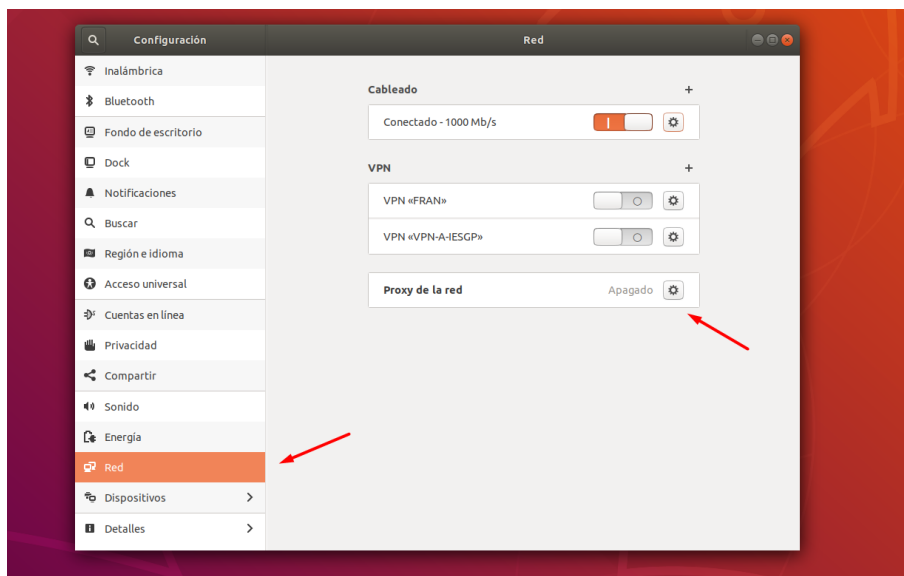 Configuración
Red
Inalámbrica
Bluetooth
Fondo de escritorio
Dock
Notificaciones
Buscar
Región e idioma
Acceso universal
Cuentas en línea
Privacidad
Compartir
Sonido
Energía
Red
Dispositivos
Detalles
Cableado
Conectado - 1000 Mb/s
VPN
VPN «FRAN»
VPN «VPN-A-IESGP»
Proxy de la red Apagado